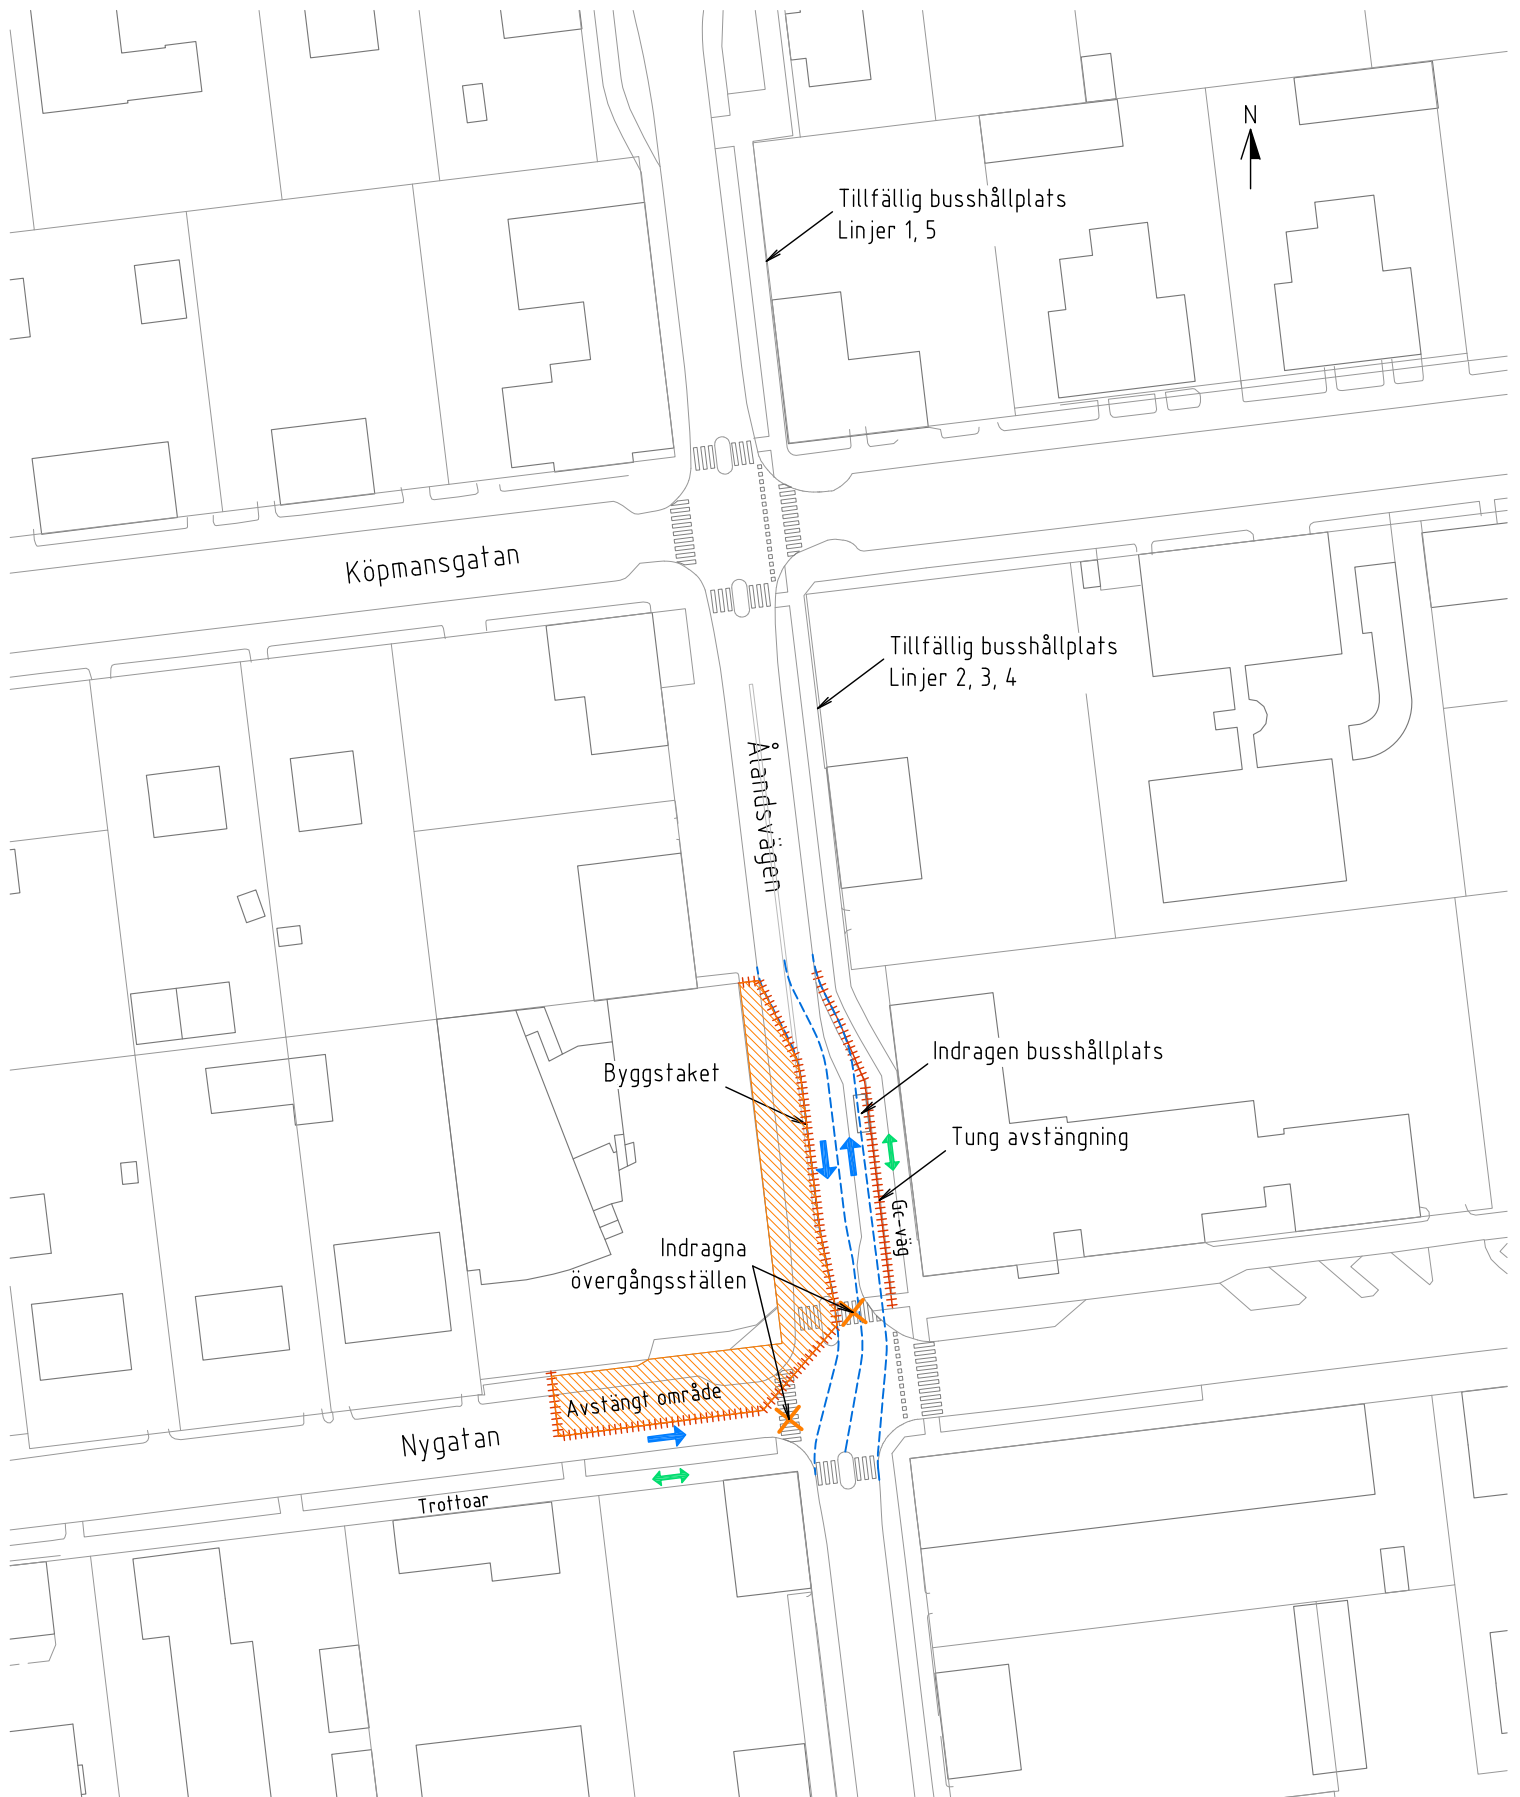 N
Tillfällig busshållplats
Linjer 1, 5
Köpmansgatan
Tillfällig busshållplats
Linjer 2, 3, 4
Ålandsvägen
Indragen busshållplats
Byggstaket
Tung avstängning
Gc-väg
Indragna
övergångsställen
Avstängt område
Nygatan
Trottoar